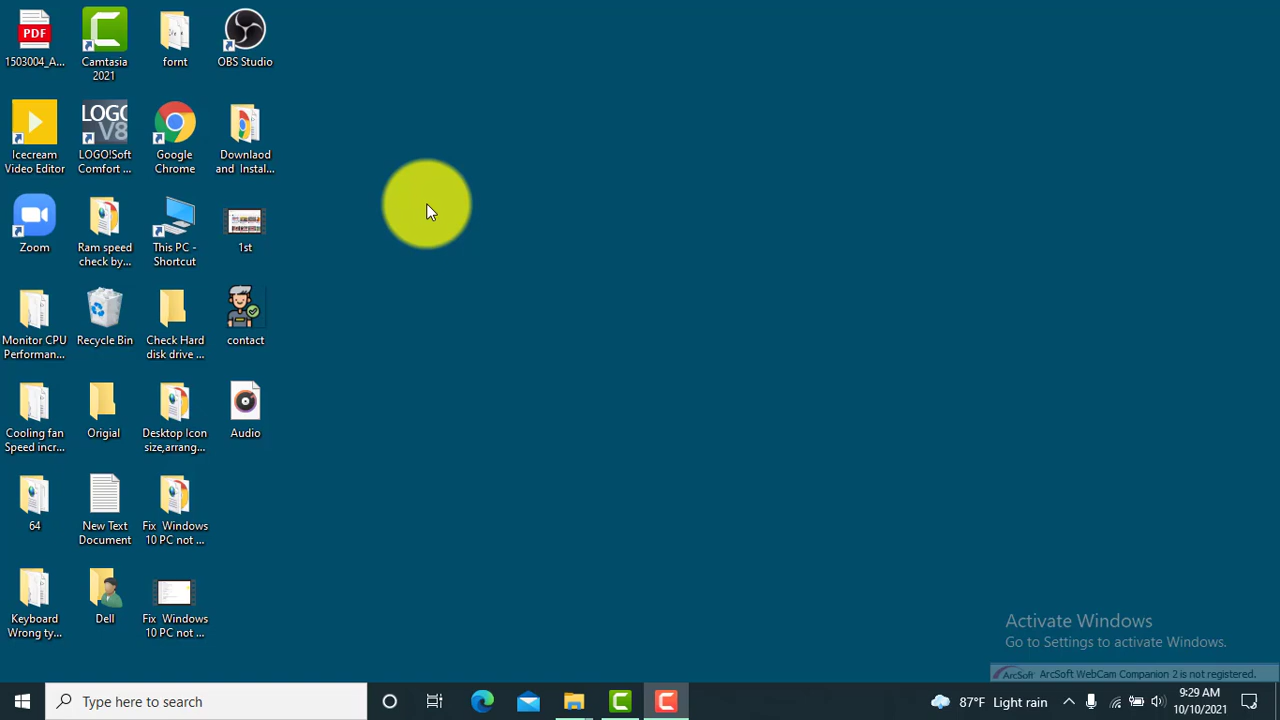 PDF
1503004_A...
Camtasia
2021
fornt
OBS Studio
Icecream
Video Editor
LOGO!
V8
LOGO!Soft
Comfort ...
Google
Chrome
Downlaod
and Instal...
Zoom
Ram speed
check by...
This PC -
Shortcut
1st
Monitor CPU
Performan...
Recycle Bin
Check Hard
disk drive ...
contact
Cooling fan
Speed incr...
Origial
Desktop Icon
size,arrang...
Audio
64
New Text
Document
Fix Windows
10 PC not ...
Keyboard
Wrong ty...
Dell
Fix Windows
10 PC not ...
Activate Windows
Go to Settings to activate Windows.
ArcSoft ArcSoft WebCam Companion 2 is not registered.
Type here to search
87°F Light rain
9:29 AM
10/10/2021